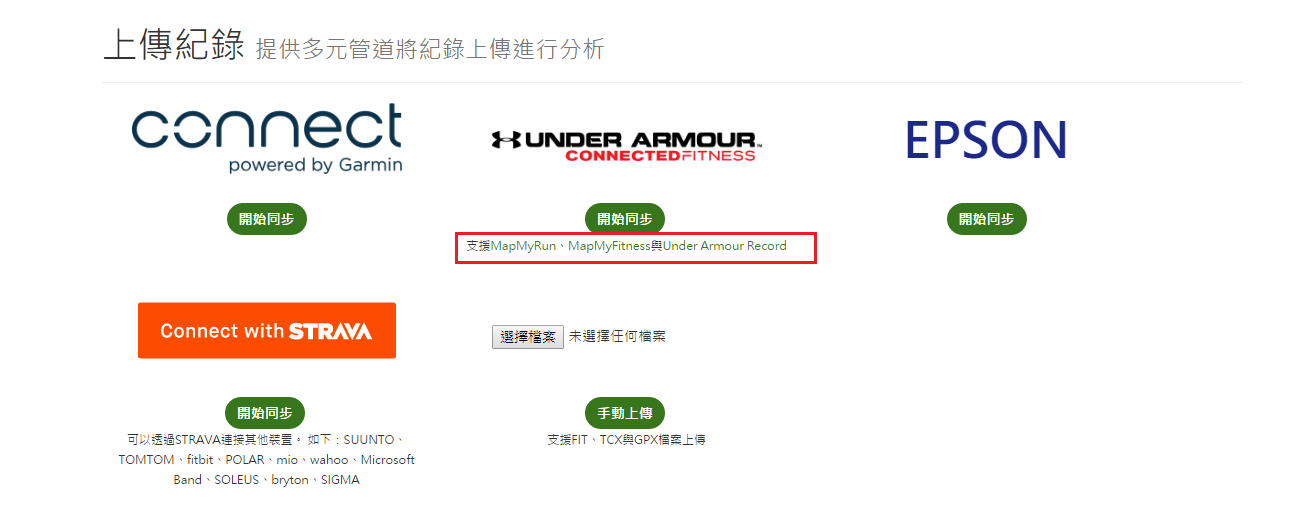 上傳紀錄 提供多元管道將紀錄上傳進行分析
connect
powered by Garmin
UNDER ARMOUR™
CONNECTEDFITNESS
EPSON
開始同步
開始同步
開始同步
支援MapMyRun、MapMyFitness與Under Armour Record
Connect with STRAVA
選擇檔案 未選擇任何檔案
開始同步
手動上傳
可以透過STRAVA連接其他裝置。 如下：SUUNTO、
TOMTOM、fitbit、POLAR、mio、wahoo、Microsoft
Band、SOLEUS、bryton、SIGMA
支援FIT、TCX與GPX檔案上傳